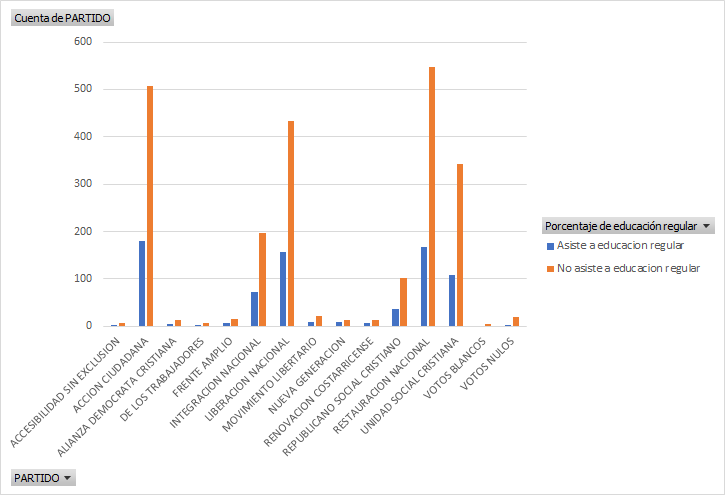 Cuenta de PARTIDO
600
500
400
300
200
100
0
ACCESIBILIDAD SIN EXCLUSION
ACCION CIUDADANA
ALIANZA DEMOCRATA CRISTIANA
DE LOS TRABAJADORES
FRENTE AMPLIO
INTEGRACION NACIONAL
LIBERACION NACIONAL
MOVIMIENTO LIBERTARIO
NUEVA GENERACION
RENOVACION COSTARRICENSE
REPUBLICANO SOCIAL CRISTIANO
RESTAURACION NACIONAL
UNIDAD SOCIAL CRISTIANA
VOTOS BLANCOS
VOTOS NULOS
Porcentaje de educación regular
Asiste a educacion regular
No asiste a educacion regular
PARTIDO